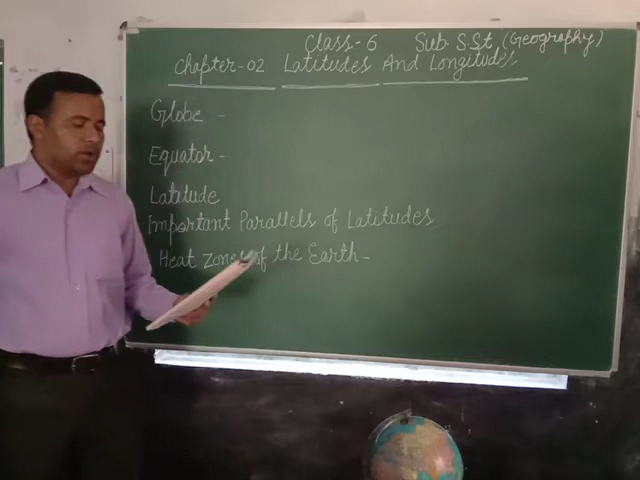 Class-6 Sub. S.St (Geography)
Chapter-02 Latitudes And Longitudes
Globe -
Equator -
Latitude
Important Parallels of Latitudes
Heat Zones of the Earth -